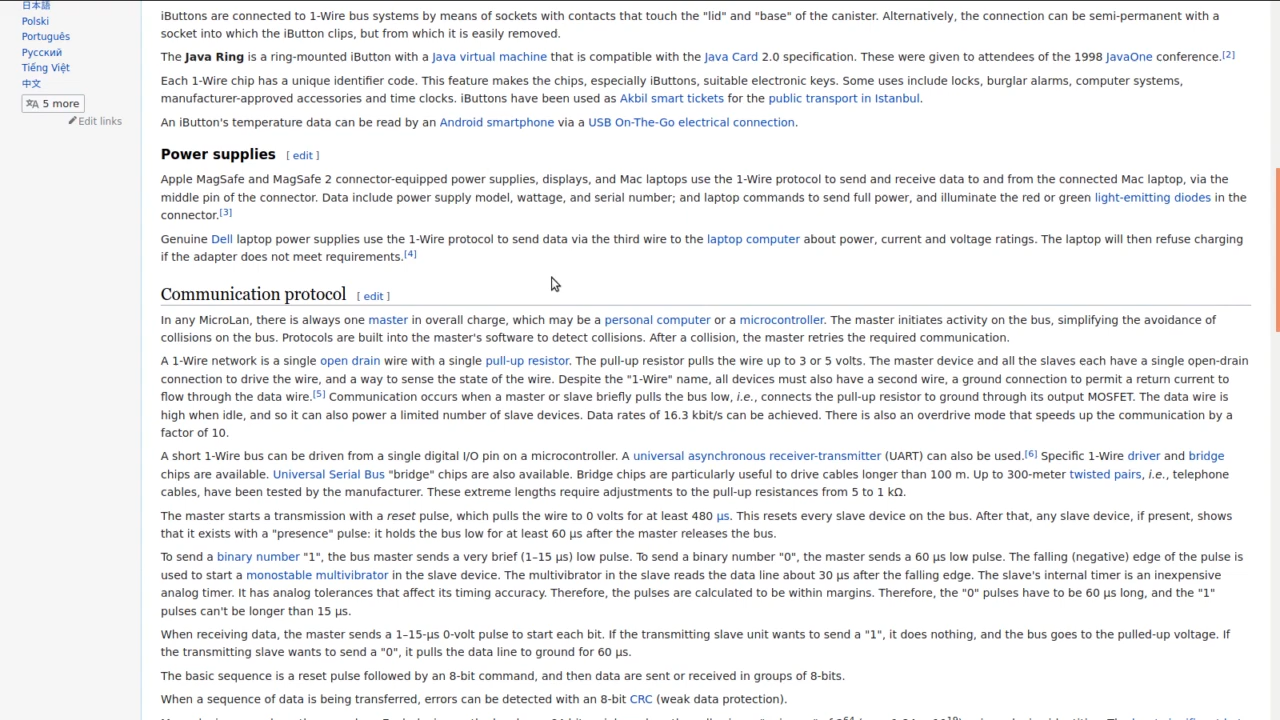 日本語
Polski
Português
Русский
Tiếng Việt
中文
5 more
Edit links
iButtons are connected to 1-Wire bus systems by means of sockets with contacts that touch the "lid" and "base" of the canister. Alternatively, the connection can be semi-permanent with a
socket into which the iButton clips, but from which it is easily removed.
The Java Ring is a ring-mounted iButton with a Java virtual machine that is compatible with the Java Card 2.0 specification. These were given to attendees of the 1998 JavaOne conference.[2]
Each 1-Wire chip has a unique identifier code. This feature makes the chips, especially iButtons, suitable electronic keys. Some uses include locks, burglar alarms, computer systems,
manufacturer-approved accessories and time clocks. iButtons have been used as Akbil smart tickets for the public transport in Istanbul.
An iButton's temperature data can be read by an Android smartphone via a USB On-The-Go electrical connection.
Power supplies [ edit ]
Apple MagSafe and MagSafe 2 connector-equipped power supplies, displays, and Mac laptops use the 1-Wire protocol to send and receive data to and from the connected Mac laptop, via the
middle pin of the connector. Data include power supply model, wattage, and serial number; and laptop commands to send full power, and illuminate the red or green light-emitting diodes in the
connector.[3]
Genuine Dell laptop power supplies use the 1-Wire protocol to send data via the third wire to the laptop computer about power, current and voltage ratings. The laptop will then refuse charging
if the adapter does not meet requirements.[4]
Communication protocol [ edit ]
In any MicroLan, there is always one master in overall charge, which may be a personal computer or a microcontroller. The master initiates activity on the bus, simplifying the avoidance of
collisions on the bus. Protocols are built into the master's software to detect collisions. After a collision, the master retries the required communication.
A 1-Wire network is a single open drain wire with a single pull-up resistor. The pull-up resistor pulls the wire up to 3 or 5 volts. The master device and all the slaves each have a single open-drain
connection to drive the wire, and a way to sense the state of the wire. Despite the "1-Wire" name, all devices must also have a second wire, a ground connection to permit a return current to
flow through the data wire.[5] Communication occurs when a master or slave briefly pulls the bus low, i.e., connects the pull-up resistor to ground through its output MOSFET. The data wire is
high when idle, and so it can also power a limited number of slave devices. Data rates of 16.3 kbit/s can be achieved. There is also an overdrive mode that speeds up the communication by a
factor of 10.
A short 1-Wire bus can be driven from a single digital I/O pin on a microcontroller. A universal asynchronous receiver-transmitter (UART) can also be used.[6] Specific 1-Wire driver and bridge
chips are available. Universal Serial Bus "bridge" chips are also available. Bridge chips are particularly useful to drive cables longer than 100 m. Up to 300-meter twisted pairs, i.e., telephone
cables, have been tested by the manufacturer. These extreme lengths require adjustments to the pull-up resistances from 5 to 1 kΩ.
The master starts a transmission with a reset pulse, which pulls the wire to 0 volts for at least 480 μs. This resets every slave device on the bus. After that, any slave device, if present, shows
that it exists with a "presence" pulse: it holds the bus low for at least 60 μs after the master releases the bus.
To send a binary number "1", the bus master sends a very brief (1–15 μs) low pulse. To send a binary number "0", the master sends a 60 μs low pulse. The falling (negative) edge of the pulse is
used to start a monostable multivibrator in the slave device. The multivibrator in the slave reads the data line about 30 μs after the falling edge. The slave's internal timer is an inexpensive
analog timer. It has analog tolerances that affect its timing accuracy. Therefore, the pulses are calculated to be within margins. Therefore, the "0" pulses have to be 60 μs long, and the "1"
pulses can't be longer than 15 μs.
When receiving data, the master sends a 1–15-μs 0-volt pulse to start each bit. If the transmitting slave unit wants to send a "1", it does nothing, and the bus goes to the pulled-up voltage. If
the transmitting slave wants to send a "0", it pulls the data line to ground for 60 μs.
The basic sequence is a reset pulse followed by an 8-bit command, and then data are sent or received in groups of 8-bits.
When a sequence of data is being transferred, errors can be detected with an 8-bit CRC (weak data protection).